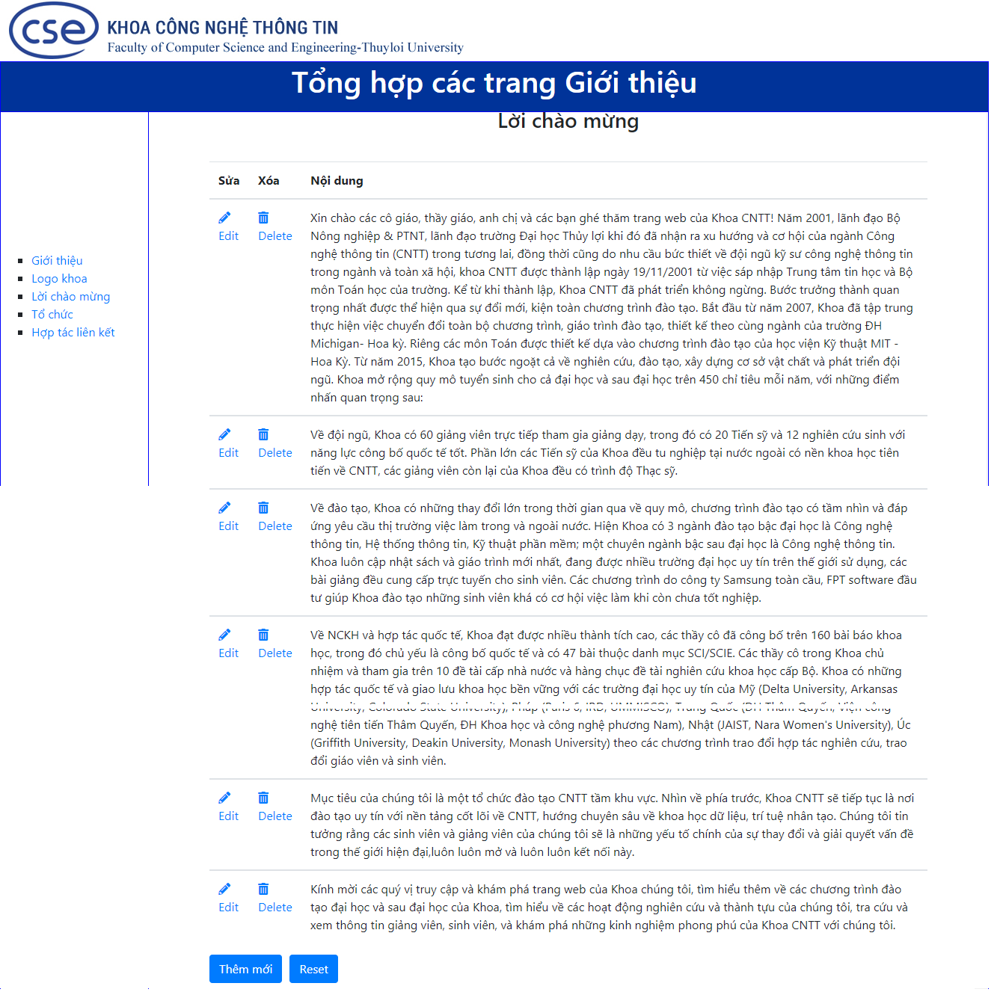 cse KHOA CÔNG NGHỆ THÔNG TIN
Faculty of Computer Science and Engineering-Thuyloi University
Tổng hợp các trang Giới thiệu
Giới thiệu
Logo khoa
Lời chào mừng
Tổ chức
Hợp tác liên kết
Lời chào mừng
Sửa Xóa Nội dung
Edit Delete
Xin chào các cô giáo, thầy giáo, anh chị và các bạn ghé thăm trang web của Khoa CNTT! Năm 2001, lãnh đạo Bộ
Nông nghiệp & PTNT, lãnh đạo trường Đại học Thủy lợi khi đó đã nhận ra xu hướng và cơ hội của ngành Công
nghệ thông tin (CNTT) trong tương lai, đồng thời cũng do nhu cầu bức thiết về đội ngũ kỹ sư công nghệ thông tin
trong ngành và toàn xã hội, khoa CNTT được thành lập ngày 19/11/2001 từ việc sáp nhập Trung tâm tin học và Bộ
môn Toán học của trường. Kể từ khi thành lập, Khoa CNTT đã phát triển không ngừng. Bước trưởng thành quan
trọng nhất được thể hiện qua sự đổi mới, kiện toàn chương trình đào tạo. Bắt đầu từ năm 2007, Khoa đã tập trung
thực hiện việc chuyển đổi toàn bộ chương trình, giáo trình đào tạo, thiết kế theo cùng ngành của trường ĐH
Michigan- Hoa kỳ. Riêng các môn Toán được thiết kế dựa vào chương trình đào tạo của học viện Kỹ thuật MIT -
Hoa Kỳ. Từ năm 2015, Khoa tạo bước ngoặt cả về nghiên cứu, đào tạo, xây dựng cơ sở vật chất và phát triển đội
ngũ. Khoa mở rộng quy mô tuyển sinh cho cả đại học và sau đại học trên 450 chỉ tiêu mỗi năm, với những điểm
nhấn quan trọng sau:
Edit Delete
Về đội ngũ, Khoa có 60 giảng viên trực tiếp tham gia giảng dạy, trong đó có 20 Tiến sỹ và 12 nghiên cứu sinh với
năng lực công bố quốc tế tốt. Phần lớn các Tiến sỹ của Khoa đều tu nghiệp tại nước ngoài có nền khoa học tiên
tiến về CNTT, các giảng viên còn lại của Khoa đều có trình độ Thạc sỹ.
Edit Delete
Về đào tạo, Khoa có những thay đổi lớn trong thời gian qua về quy mô, chương trình đào tạo có tầm nhìn và đáp
ứng yêu cầu thị trường việc làm trong và ngoài nước. Hiện Khoa có 3 ngành đào tạo bậc đại học là Công nghệ
thông tin, Hệ thống thông tin, Kỹ thuật phần mềm; một chuyên ngành bậc sau đại học là Công nghệ thông tin.
Khoa luôn cập nhật sách và giáo trình mới nhất, đang được nhiều trường đại học uy tín trên thế giới sử dụng, các
bài giảng đều cung cấp trực tuyến cho sinh viên. Các chương trình do công ty Samsung toàn cầu, FPT software đầu
tư giúp Khoa đào tạo những sinh viên khá có cơ hội việc làm khi còn chưa tốt nghiệp.
Edit Delete
Về NCKH và hợp tác quốc tế, Khoa đạt được nhiều thành tích cao, các thầy cô đã công bố trên 160 bài báo khoa
học, trong đó chủ yếu là công bố quốc tế và có 47 bài thuộc danh mục SCI/SCIE. Các thầy cô trong Khoa chủ
nhiệm và tham gia trên 10 đề tài cấp nhà nước và hàng chục đề tài nghiên cứu khoa học cấp Bộ. Khoa có những
hợp tác quốc tế và giao lưu khoa học bền vững với các trường đại học uy tín của Mỹ (Delta University, Arkansas
University, Colorado State University), Pháp (Paris 6, IRD, UMMISCO), Trung Quốc (ĐH Thâm Quyến, Viện công
nghệ tiên tiến Thâm Quyến, ĐH Khoa học và công nghệ phương Nam), Nhật (JAIST, Nara Women's University), Úc
(Griffith University, Deakin University, Monash University) theo các chương trình trao đổi hợp tác nghiên cứu, trao
đổi giáo viên và sinh viên.
Edit Delete
Mục tiêu của chúng tôi là một tổ chức đào tạo CNTT tầm khu vực. Nhìn về phía trước, Khoa CNTT sẽ tiếp tục là nơi
đào tạo uy tín với nền tảng cốt lõi về CNTT, hướng chuyên sâu về khoa học dữ liệu, trí tuệ nhân tạo. Chúng tôi tin
tưởng rằng các sinh viên và giảng viên của chúng tôi sẽ là những yếu tố chính của sự thay đổi và giải quyết vấn đề
trong thế giới hiện đại,luôn luôn mở và luôn luôn kết nối này.
Edit Delete
Kính mời các quý vị truy cập và khám phá trang web của Khoa chúng tôi, tìm hiểu thêm về các chương trình đào
tạo đại học và sau đại học của Khoa, tìm hiểu về các hoạt động nghiên cứu và thành tựu của chúng tôi, tra cứu và
xem thông tin giảng viên, sinh viên, và khám phá những kinh nghiệm phong phú của Khoa CNTT với chúng tôi.
Thêm mới Reset